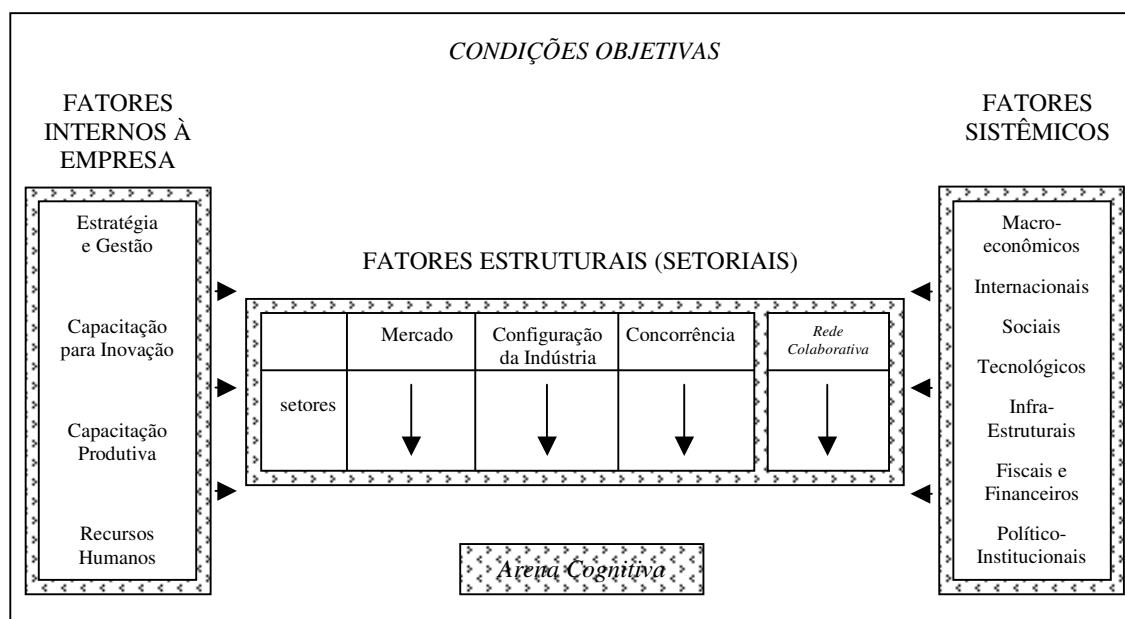 CONDIÇÕES OBJETIVAS
FATORES
INTERNOS À
EMPRESA
Estratégia
e Gestão
Capacitação
para Inovação
Capacitação
Produtiva
Recursos
Humanos
FATORES ESTRUTURAIS (SETORIAIS)
Mercado
Configuração
da Indústria
Concorrência
Rede
Colaborativa
setores
Arena Cognitiva
FATORES
SISTÊMICOS
Macro-
econômicos
Internacionais
Sociais
Tecnológicos
Infra-
Estruturais
Fiscais e
Financeiros
Político-
Institucionais